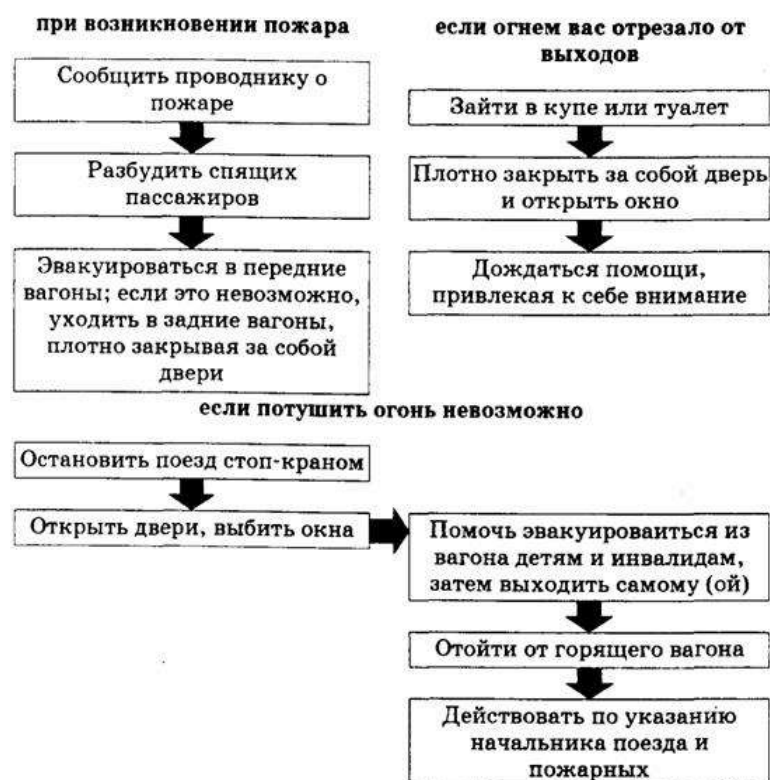 при возникновении пожара
Сообщить проводнику о
пожаре
Разбудить спящих
пассажиров
Эвакуироваться в передние
вагоны; если это невозможно,
уходить в задние вагоны,
плотно закрывая за собой
двери
если огнем вас отрезало от
выходов
Зайти в купе или туалет
Плотно закрыть за собой дверь
и открыть окно
Дождаться помощи,
привлекая к себе внимание
если потушить огонь невозможно
Остановить поезд стоп-краном
Открыть двери, выбить окна
Помочь эвакуироваиться из
вагона детям и инвалидам,
затем выходить самому (ой)
Отойти от горящего вагона
Действовать по указанию
начальника поезда и
пожарных